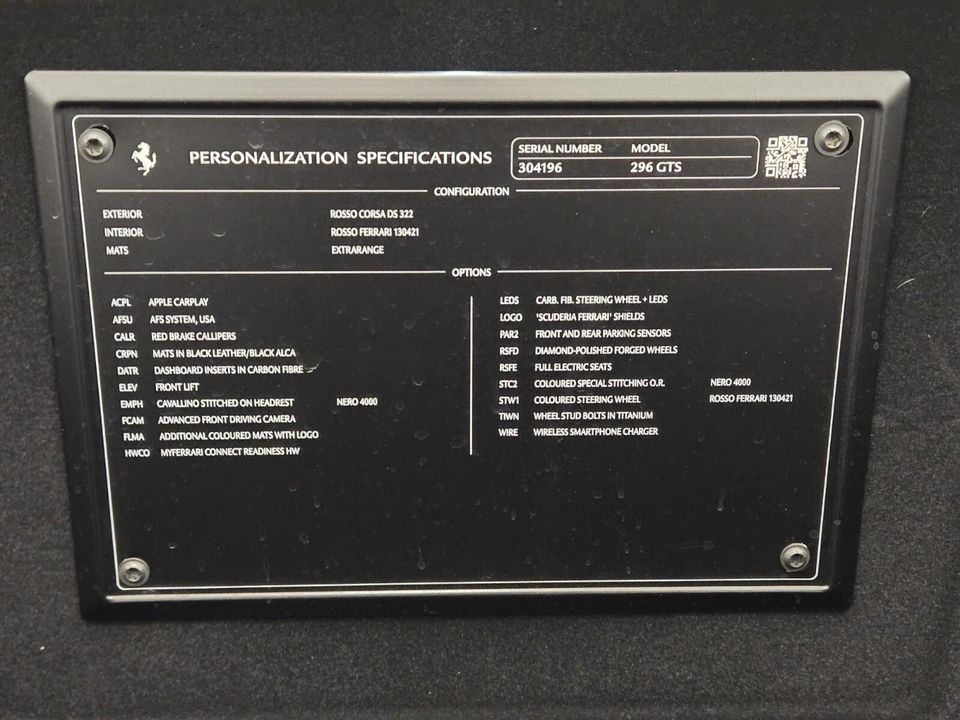 PERSONALIZATION SPECIFICATIONS
SERIAL NUMBER MODEL
304196 296 GTS
CONFIGURATION
EXTERIOR ROSSO CORSA DS 322
INTERIOR ROSSO FERRARI 130421
MATS EXTRARANGE
OPTIONS
ACPL APPLE CARPLAY
AFSU AFS SYSTEM, USA
CALR RED BRAKE CALLIPERS
CRPN MATS IN BLACK LEATHER/BLACK ALCA
DATR DASHBOARD INSERTS IN CARBON FIBRE
ELEV FRONT LIFT
EMPH CAVALLINO STITCHED ON HEADREST NERO 4000
FCAM ADVANCED FRONT DRIVING CAMERA
FLMA ADDITIONAL COLOURED MATS WITH LOGO
HWCO MYFERRARI CONNECT READINESS HW
LEDS CARB. FIB. STEERING WHEEL + LEDS
LOGO 'SCUDERIA FERRARI' SHIELDS
PAR2 FRONT AND REAR PARKING SENSORS
RSFD DIAMOND-POLISHED FORGED WHEELS
RSFE FULL ELECTRIC SEATS
STC2 COLOURED SPECIAL STITCHING O.R. NERO 4000
STW1 COLOURED STEERING WHEEL ROSSO FERRARI 130421
TIWN WHEEL STUD BOLTS IN TITANIUM
WIRE WIRELESS SMARTPHONE CHARGER